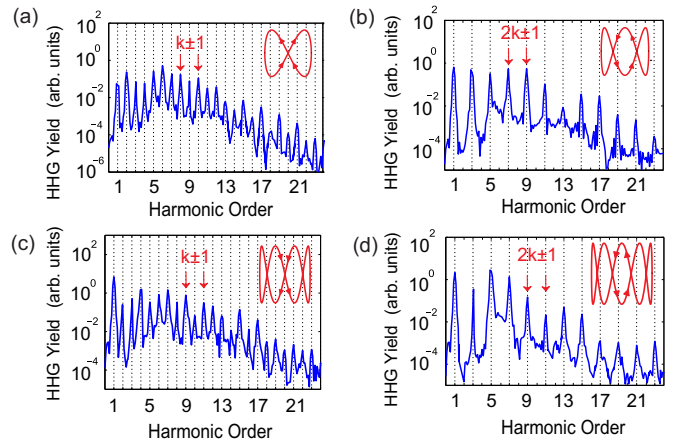 (a)
HHG Yield (arb. units)
10^2
10^0
10^-2
10^-4
10^-6
k±1
1 5 9 13 17 21
Harmonic Order
(b)
HHG Yield (arb. units)
10^2
10^0
10^-2
10^-4
2k±1
1 5 9 13 17 21
Harmonic Order
(c)
HHG Yield (arb. units)
10^2
10^0
10^-2
10^-4
k±1
1 5 9 13 17 21
Harmonic Order
(d)
HHG Yield (arb. units)
10^2
10^0
10^-2
10^-4
2k±1
1 5 9 13 17 21
Harmonic Order